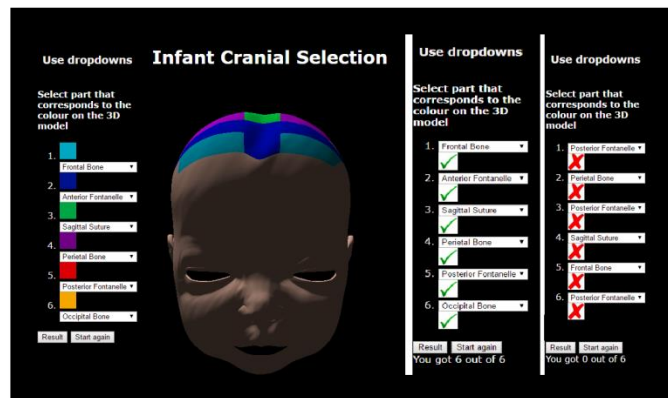 Use dropdowns
Select part that
corresponds to the
colour on the 3D
model
1.
Frontal Bone
2.
Anterior Fontanelle
3.
Sagittal Suture
4.
Perietal Bone
5.
Posterior Fontanelle
6.
Occipital Bone
Result Start again
Infant Cranial Selection
Use dropdowns
Select part that
corresponds to the
colour on the 3D
model
1. Frontal Bone
2. Anterior Fontanelle
3. Sagittal Suture
4. Perietal Bone
5. Posterior Fontanelle
6. Occipital Bone
Result Start again
You got 6 out of 6
Use dropdowns
Select part that
corresponds to the
colour on the 3D
model
1. Posterior Fontanelle
2. Perietal Bone
3. Posterior Fontanelle
4. Sagittal Suture
5. Frontal Bone
6. Posterior Fontanelle
Result Start again
You got 0 out of 6